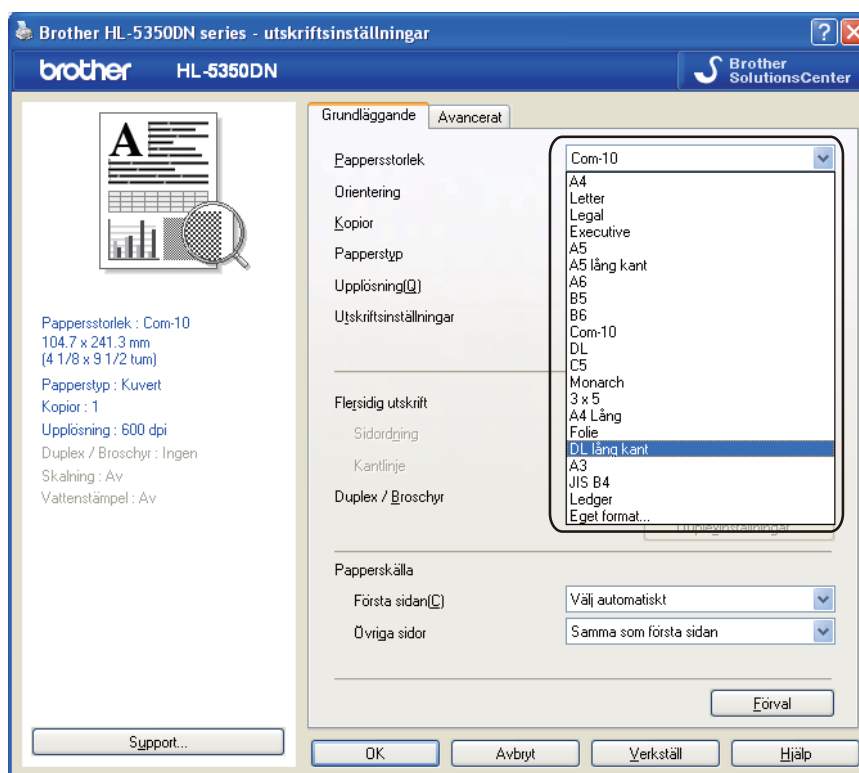 Brother HL-5350DN series - utskriftsinställningar
brother HL-5350DN
Brother
SolutionsCenter
A
Pappersstorlek : Com-10
104.7 x 241.3 mm
(4 1/8 x 9 1/2 tum)
Papperstyp : Kuvert
Kopior : 1
Upplösning : 600 dpi
Duplex / Broschyr : Ingen
Skalning : Av
Vattenstämpel : Av
Support...
Grundläggande Avancerat
Pappersstorlek
Orientering
Kopior
Papperstyp
Upplösning(Q)
Utskriftsinställningar
Flersidig utskrift
Sidordning
Kantlinje
Duplex / Broschyr
Com-10
A4
Letter
Legal
Executive
A5
A5 lång kant
A6
B5
B6
Com-10
DL
C5
Monarch
3 x 5
A4 Lång
Folie
DL lång kant
A3
JIS B4
Ledger
Eget format...
Duplexinställningar...
Papperskälla
Första sidan(C) Välj automatiskt
Övriga sidor Samma som första sidan
Förval
OK Avbryt Verkställ Hjälp